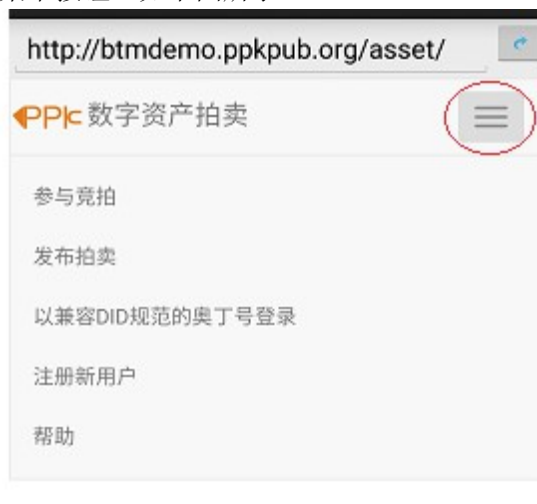 http://btmdemo.ppkpub.org/asset/
PPk 数字资产拍卖
参与竞拍
发布拍卖
以兼容DID规范的奥丁号登录
注册新用户
帮助